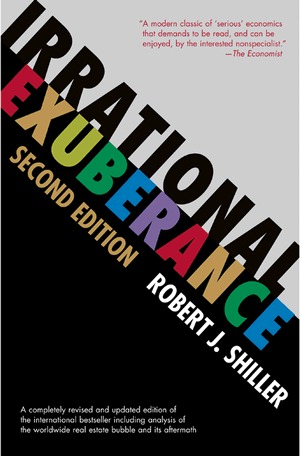 "A modern classic of 'serious' economics
that demands to be read, and can be
enjoyed, by the interested nonspecialist."
—The Economist
IRRATIONAL
EXUBERANCE
SECOND EDITION
ROBERT J. SHILLER
A completely revised and updated edition of
the international bestseller including analysis of
the worldwide real estate bubble and its aftermath